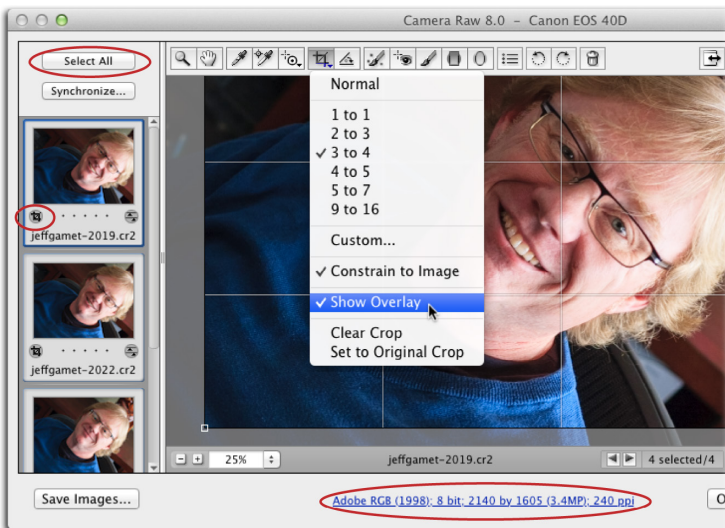 Camera Raw 8.0 – Canon EOS 40D
Select All
Synchronize...
Normal
1 to 1
2 to 3
3 to 4
4 to 5
5 to 7
9 to 16
Custom...
Constrain to Image
Show Overlay
Clear Crop
Set to Original Crop
jeffgamet-2019.cr2
jeffgamet-2022.cr2
25%
jeffgamet-2019.cr2
4 selected/4
Save Images...
Adobe RGB (1998); 8 bit; 2140 by 1605 (3.4MP); 240 ppi
O